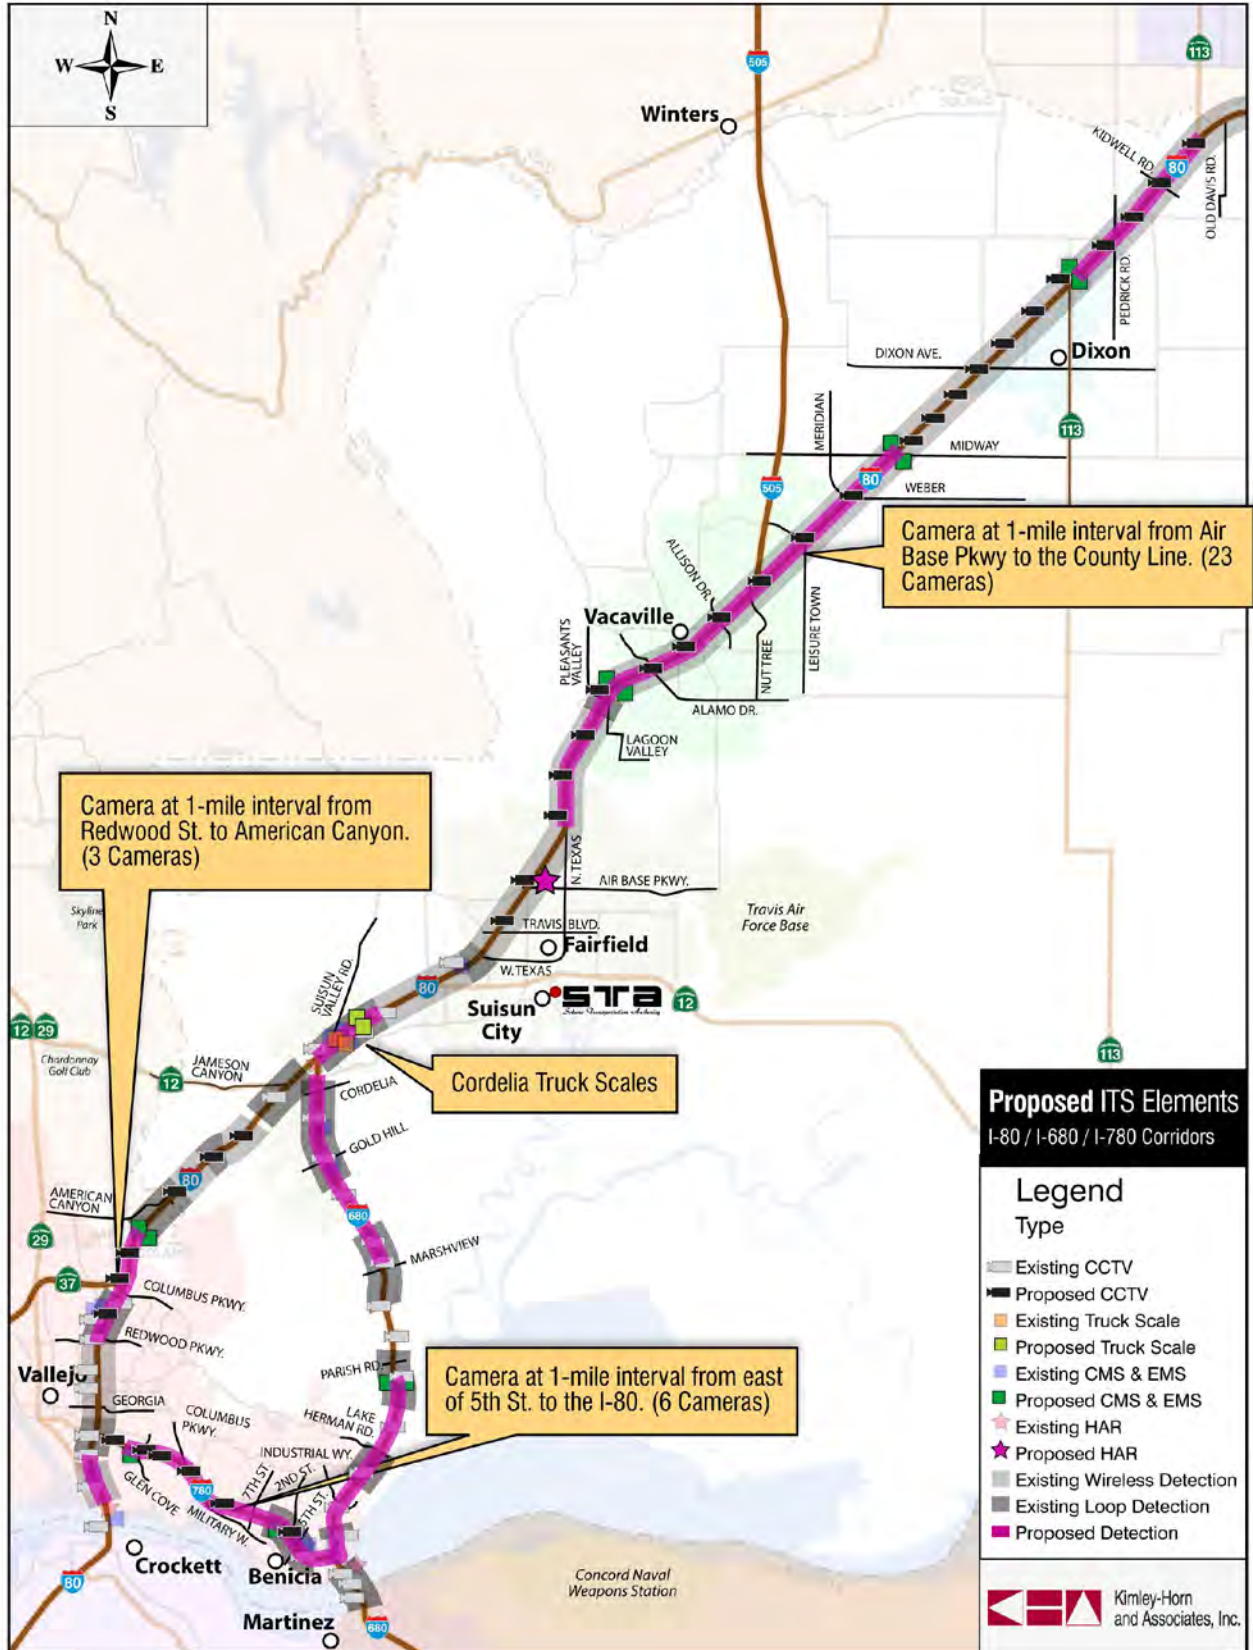 N
W E
S
505
113
Winters
KIDWELL RD.
80
OLD DAVIS RD.
PEDRICK RD.
DIXON AVE.
Dixon
MERIDIAN
113
MIDWAY
80
WEBER
505
Camera at 1-mile interval from Air
Base Pkwy to the County Line. (23
Cameras)
ALLISON DR.
Vacaville
PLEASANTS
VALLEY
NUT TREE
LEISURE TOWN
ALAMO DR.
LAGOON
VALLEY
Camera at 1-mile interval from
Redwood St. to American Canyon.
(3 Cameras)
N. TEXAS
AIR BASE PKWY.
Skyline
Park
Travis Air
Force Base
TRAVIS BLVD.
Fairfield
W. TEXAS
SUISUN
VALLEY RD.
80
Suisun
City
STA
Solano Transportation Authority
12
12 29
Chardonnay
Golf Club
JAMESON
CANYON
12
113
Cordelia Truck Scales
CORDELIA
GOLD HILL
80
AMERICAN
CANYON
680
29
MARSHVIEW
37
COLUMBUS PKWY.
REDWOOD PKWY.
PARISH RD.
Vallejo
Camera at 1-mile interval from east
of 5th St. to the I-80. (6 Cameras)
GEORGIA
COLUMBUS
PKWY.
LAKE
HERMAN RD.
INDUSTRIAL WY.
7TH ST.
2ND ST.
GLEN COVE
780
MILITARY W.
5TH ST.
Crockett
Benicia
80
Concord Naval
Weapons Station
Martinez
680
Proposed ITS Elements
I-80 / I-680 / I-780 Corridors
Legend
Type
Existing CCTV
Proposed CCTV
Existing Truck Scale
Proposed Truck Scale
Existing CMS & EMS
Proposed CMS & EMS
Existing HAR
Proposed HAR
Existing Wireless Detection
Existing Loop Detection
Proposed Detection
Kimley-Horn
and Associates, Inc.